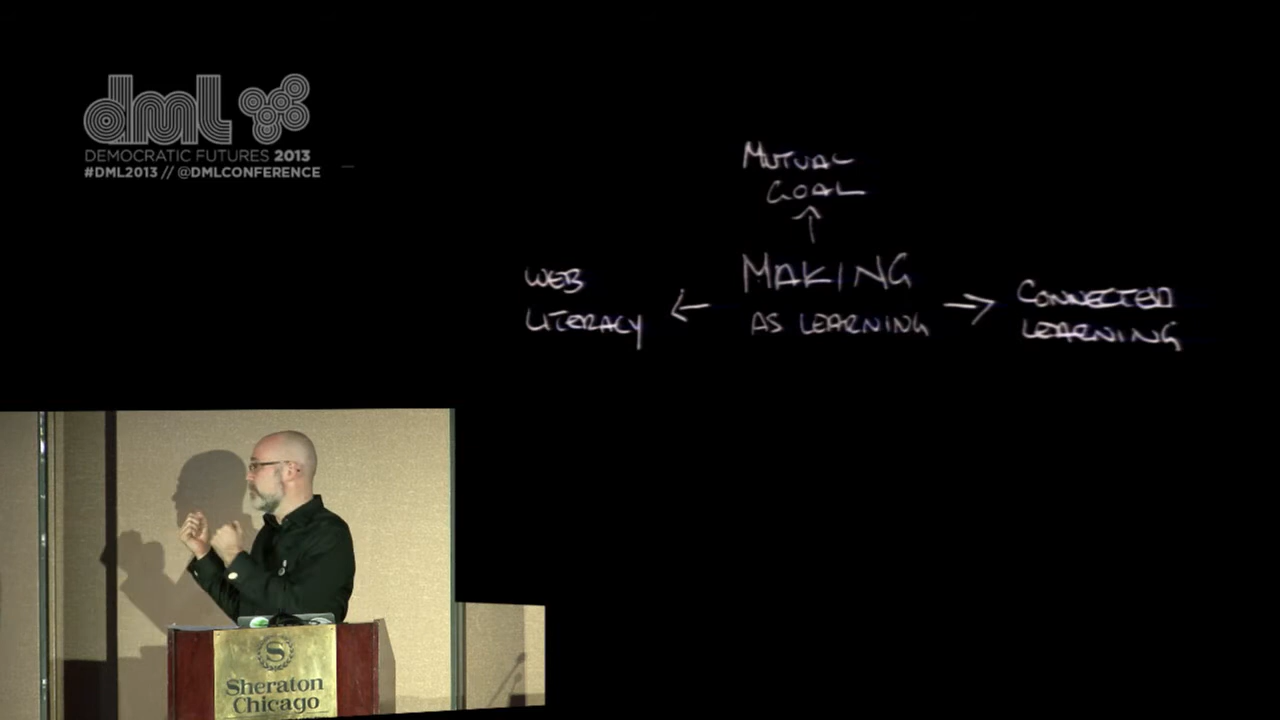 dml
DEMOCRATIC FUTURES 2013
#DML2013 // @DMLCONFERENCE
MUTUAL
GOAL
WEB
LITERACY
MAKING
AS LEARNING
CONNECTED
LEARNING
S
Sheraton
Chicago